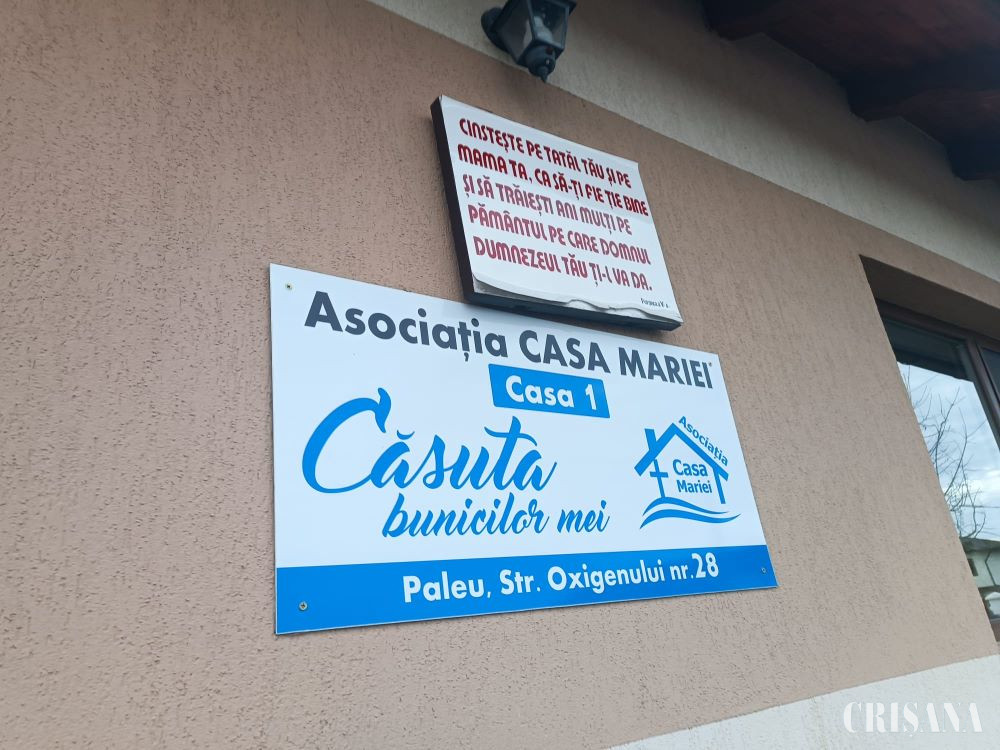 CINSTEȘTE PE TATĂL TĂU ȘI PE
MAMA TA, CA SĂ-ȚI FIE ȚIE BINE
ȘI SĂ TRĂIEȘTI ANI MULȚI PE
PĂMÂNTUL PE CARE DOMNUL
DUMNEZEUL TĂU ȚI-L VA DA.
Asociația CASA MARIEI
Casa 1
Căsuta
bunicilor mei
Asociația
Casa
Mariei
Paleu, Str. Oxigenului nr.28
CRIȘANA